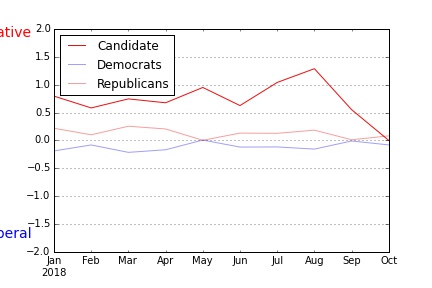 2.0
ative
Candidate
1.5
Democrats
1.0
Republicans
0.5
0.0
−0.5
−1.0
−1.5
beral
−2.0
Jan Feb Mar Apr May Jun Jul Aug Sep Oct
2018